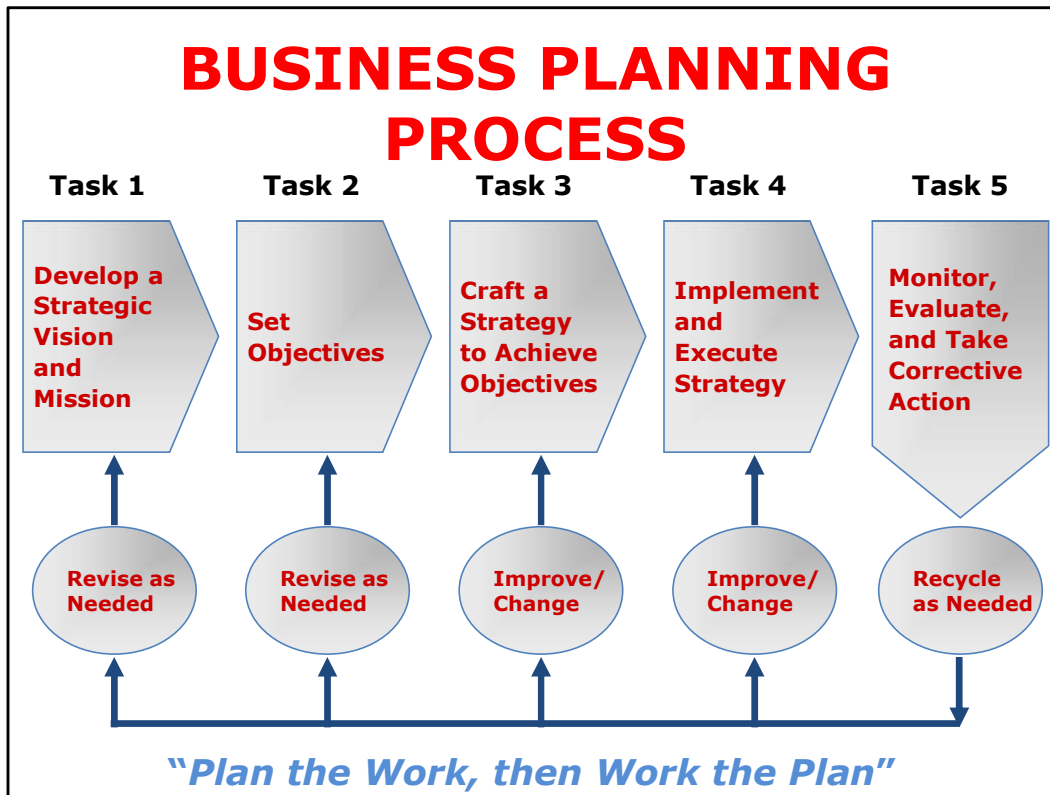 BUSINESS PLANNING
PROCESS
Task 1
Task 2
Task 3
Task 4
Task 5
Develop a
Strategic
Vision
and
Mission
Set
Objectives
Craft a
Strategy
to Achieve
Objectives
Implement
and
Execute
Strategy
Monitor,
Evaluate,
and Take
Corrective
Action
Revise as
Needed
Revise as
Needed
Improve/
Change
Improve/
Change
Recycle
as Needed
“Plan the Work, then Work the Plan”